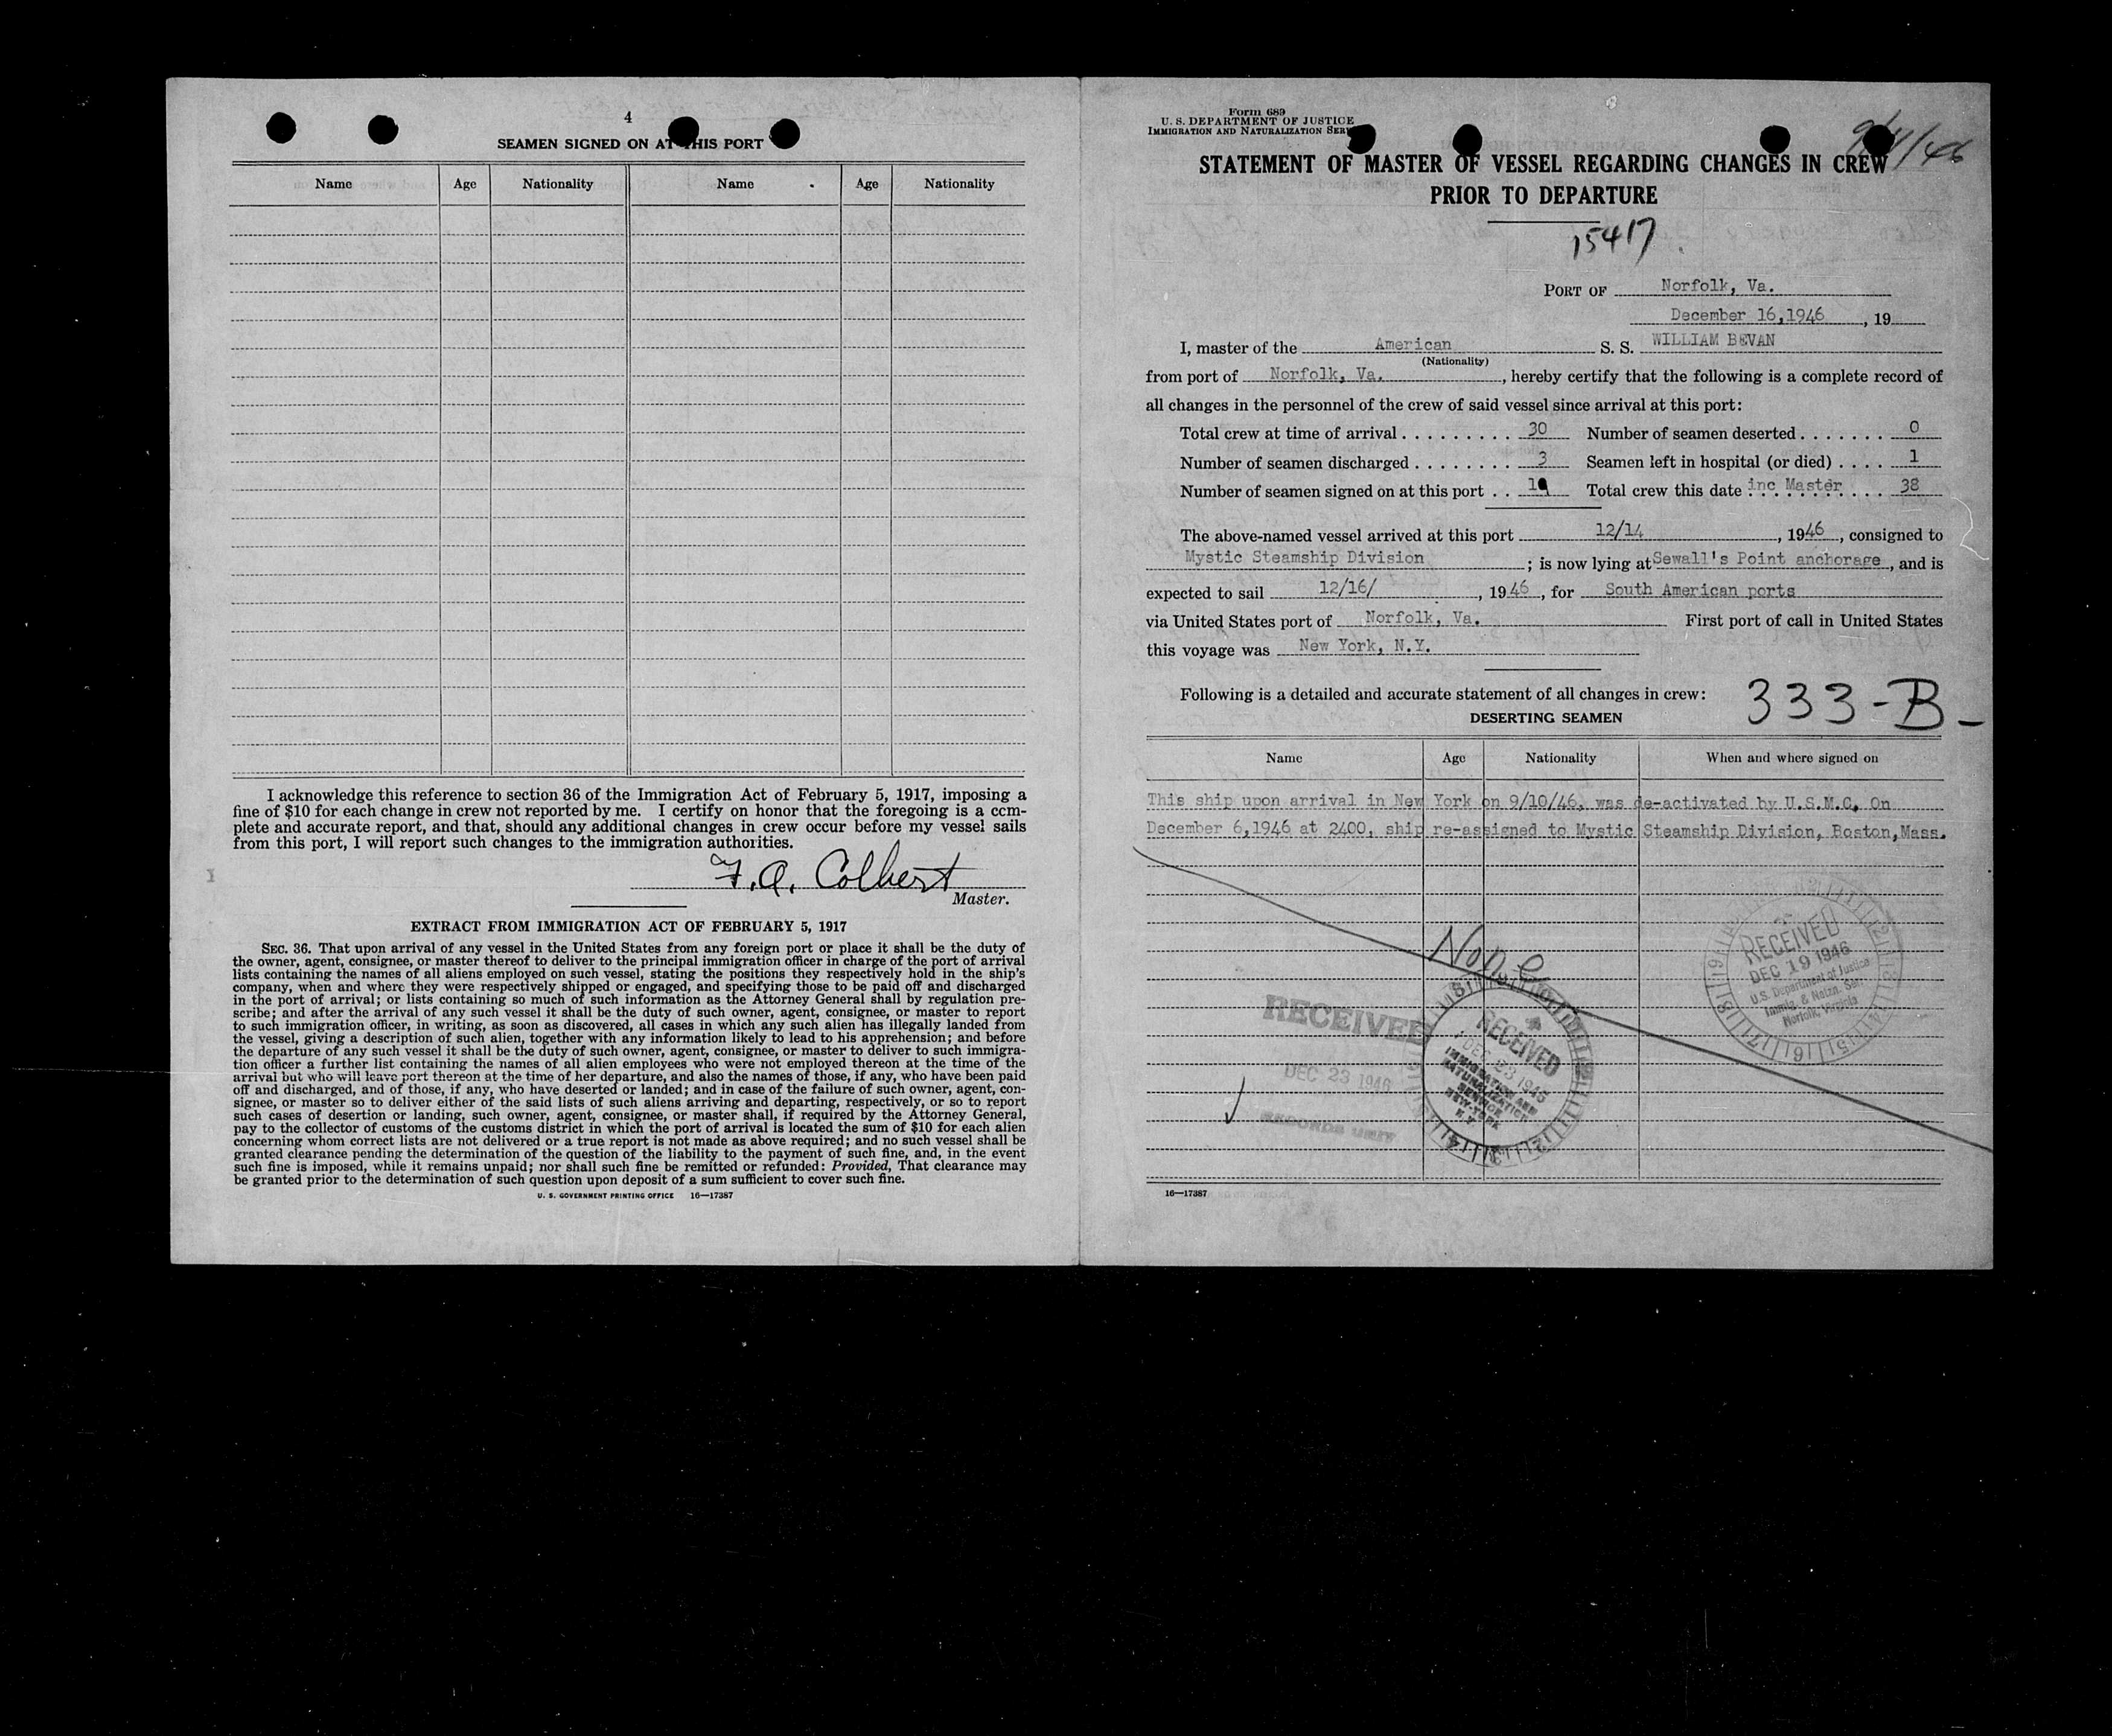 4
SEAMEN SIGNED ON AT THIS PORT
Name Age Nationality Name Age Nationality
I acknowledge this reference to section 36 of the Immigration Act of February 5, 1917, imposing a
fine of $10 for each change in crew not reported by me. I certify on honor that the foregoing is a com-
plete and accurate report, and that, should any additional changes in crew occur before my vessel sails
from this port, I will report such changes to the immigration authorities.
F. A. Colbert
Master.
EXTRACT FROM IMMIGRATION ACT OF FEBRUARY 5, 1917
SEC. 36. That upon arrival of any vessel in the United States from any foreign port or place it shall be the duty of
the owner, agent, consignee, or master thereof to deliver to the principal immigration officer in charge of the port of arrival
lists containing the names of all aliens employed on such vessel, stating the positions they respectively hold in the ship's
company, when and where they were respectively shipped or engaged, and specifying those to be paid off and discharged
in the port of arrival; or lists containing so much of such information as the Attorney General shall by regulation pre-
scribe; and after the arrival of any such vessel it shall be the duty of such owner, agent, consignee, or master to report
to such immigration officer, in writing, as soon as discovered, all cases in which any such alien has illegally landed from
the vessel, giving a description of such alien, together with any information likely to lead to his apprehension; and before
the departure of any such vessel it shall be the duty of such owner, agent, consignee, or master to deliver to such immigra-
tion officer a further list containing the names of all alien employees who were not employed thereon at the time of the
arrival but who will leave port thereon at the time of her departure, and also the names of those, if any, who have been paid
off and discharged, and of those, if any, who have deserted or landed; and in case of the failure of such owner, agent, con-
signee, or master so to deliver either of the said lists of such aliens arriving and departing, respectively, or so to report
such cases of desertion or landing, such owner, agent, consignee, or master shall, if required by the Attorney General,
pay to the collector of customs of the customs district in which the port of arrival is located the sum of $10 for each alien
concerning whom correct lists are not delivered or a true report is not made as above required; and no such vessel shall be
granted clearance pending the determination of the question of the liability to the payment of such fine, and, in the event
such fine is imposed, while it remains unpaid; nor shall such fine be remitted or refunded: Provided, That clearance may
be granted prior to the determination of such question upon deposit of a sum sufficient to cover such fine.
U. S. GOVERNMENT PRINTING OFFICE 16—17387
Form 689
U. S. DEPARTMENT OF JUSTICE
IMMIGRATION AND NATURALIZATION SER
STATEMENT OF MASTER OF VESSEL REGARDING CHANGES IN CREW
PRIOR TO DEPARTURE
15417
PORT OF Norfolk, Va.
December 16,1946, 19
I, master of the American S. S. WILLIAM BEVAN
(Nationality)
from port of Norfolk, Va., hereby certify that the following is a complete record of
all changes in the personnel of the crew of said vessel since arrival at this port:
Total crew at time of arrival 30 Number of seamen deserted 0
Number of seamen discharged 3 Seamen left in hospital (or died) 1
Number of seamen signed on at this port Total crew this date inc Master 38
The above-named vessel arrived at this port 12/14, 1946, consigned to
Mystic Steamship Division; is now lying at Sewall's Point anchorage, and is
expected to sail 12/16/, 1946, for South American ports
via United States port of Norfolk, Va. First port of call in United States
this voyage was New York, N.Y.
Following is a detailed and accurate statement of all changes in crew:
333-B-
DESERTING SEAMEN
Name Age Nationality When and where signed on
This ship upon arrival in New York on 9/10/46, was de-activated by U.S.M.C. On
December 6,1946 at 2400, ship re-assigned to Mystic Steamship Division, Boston,Mass.
None
RECEIVED
DEC 19 1946
U.S. Department of Justice
Immig. & Natzn. Ser.
Norfolk, Virginia
RECEIVED
DEC 23 1946
RECORDS UNIT
RECEIVED
DEC 23 1946
IMMIGRATION AND
NATURALIZATION
SERVICE
NEW YORK
N.Y.
16—17387